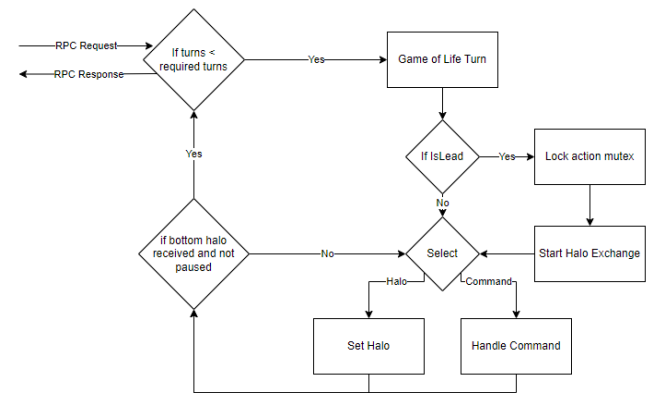 RPC Request
RPC Response
If turns <
required turns
Yes
Game of Life Turn
If IsLead
Yes
Lock action mutex
Yes
No
if bottom halo
received and not
paused
No
Select
Start Halo Exchange
Halo
Command
Set Halo
Handle Command